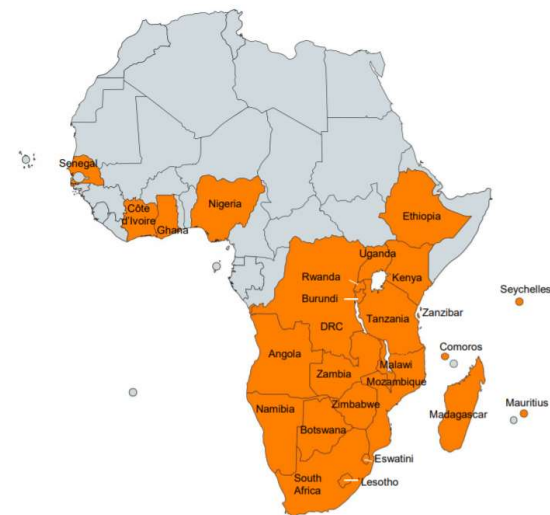 Senegal
Côte
d'Ivoire
Ghana
Nigeria
Ethiopia
Uganda
Rwanda
Kenya
Burundi
Seychelles
Tanzania
Zanzibar
DRC
Comoros
Angola
Malawi
Zambia
Mozambique
Mauritius
Zimbabwe
Namibia
Madagascar
Botswana
Eswatini
South
Africa
Lesotho